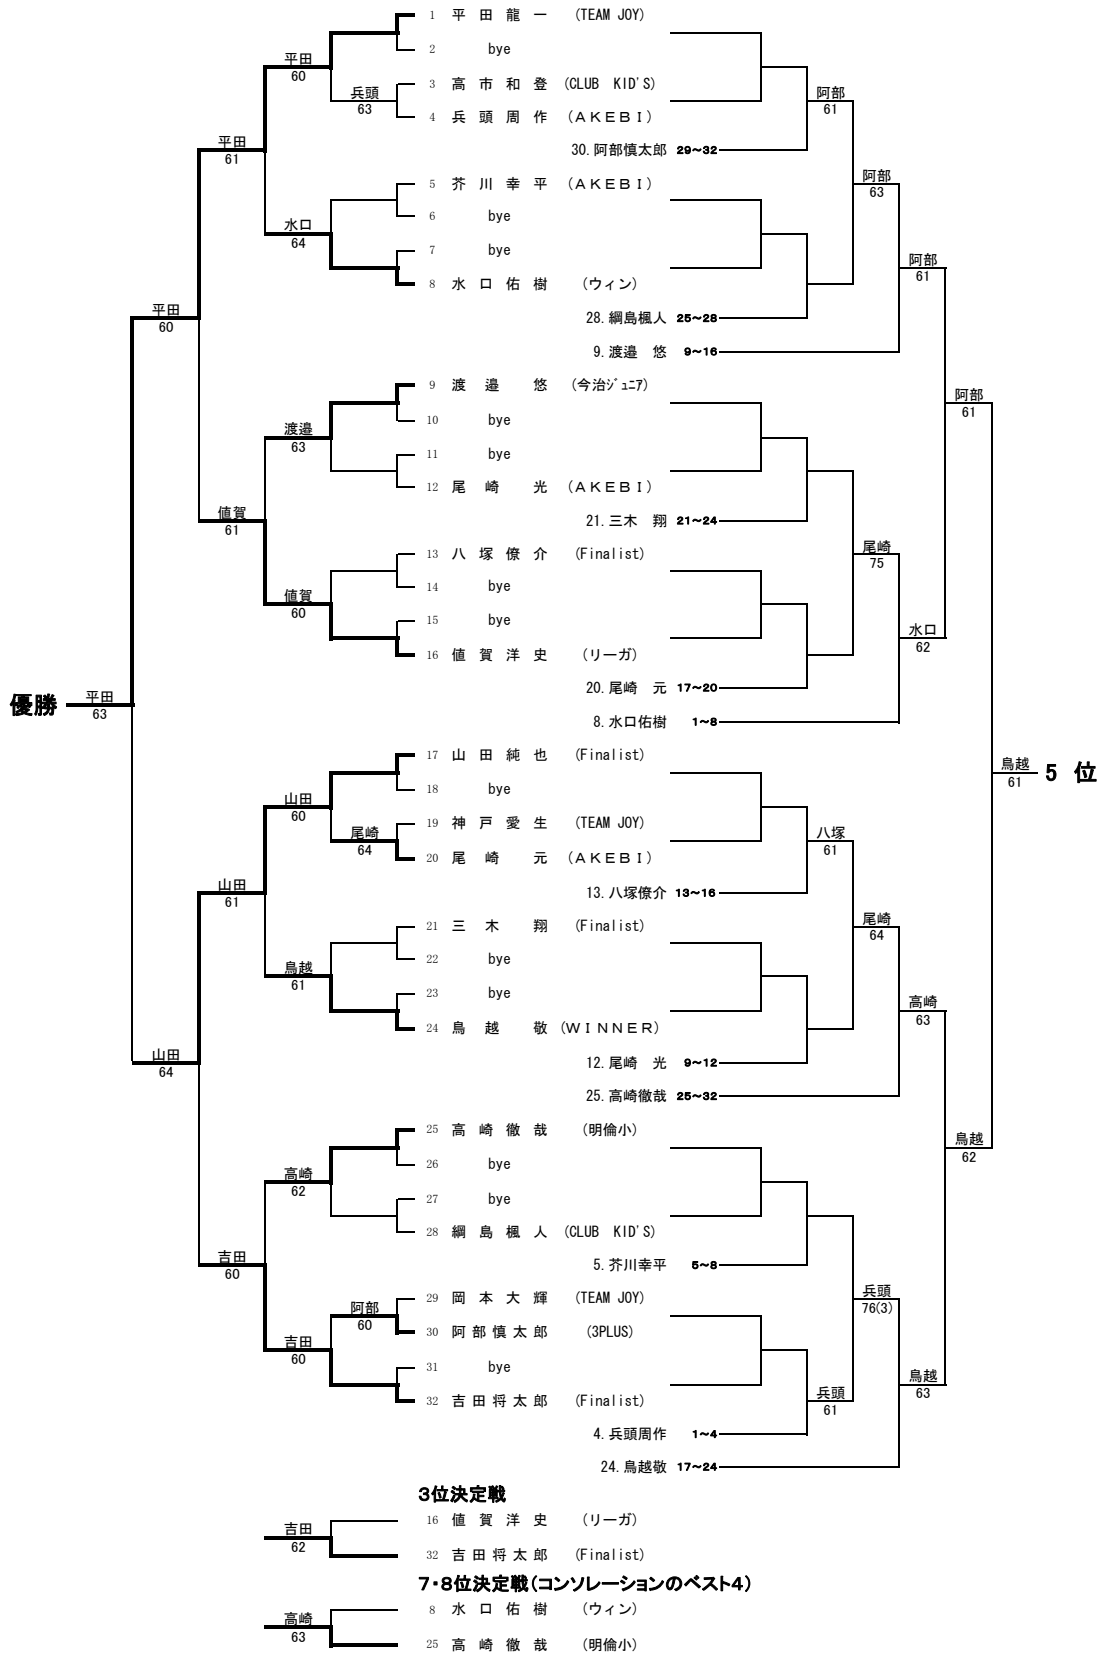 1 平 田 龍 一 (TEAM JOY)
2 bye
平田
60
3 高 市 和 登 (CLUB KID'S)
兵頭
63
阿部
61
4 兵 頭 周 作 (AKEBI)
平田
61
30. 阿部慎太郎 29~32
5 芥 川 幸 平 (AKEBI)
阿部
63
6 bye
水口
64
7 bye
阿部
61
8 水 口 佑 樹 (ウィン)
平田
60
28. 綱島楓人 25~28
9. 渡邉 悠 9~16
9 渡 邉 悠 (今治ジュニア)
阿部
61
10 bye
渡邉
63
11 bye
12 尾 崎 光 (AKEBI)
値賀
61
21. 三木 翔 21~24
13 八 塚 僚 介 (Finalist)
尾崎
75
14 bye
値賀
60
15 bye
水口
62
16 値 賀 洋 史 (リーガ)
20. 尾崎 元 17~20
優勝
平田
63
8. 水口佑樹 1~8
17 山 田 純 也 (Finalist)
鳥越
61
5 位
18 bye
山田
60
19 神 戸 愛 生 (TEAM JOY)
尾崎
64
八塚
61
20 尾 崎 元 (AKEBI)
山田
61
13. 八塚僚介 13~16
21 三 木 翔 (Finalist)
尾崎
64
22 bye
鳥越
61
23 bye
高崎
63
24 鳥 越 敬 (WINNER)
山田
64
12. 尾崎 光 9~12
25. 高崎徹哉 25~32
25 高 崎 徹 哉 (明倫小)
鳥越
62
26 bye
高崎
62
27 bye
28 綱 島 楓 人 (CLUB KID'S)
吉田
60
5. 芥川幸平 5~8
29 岡 本 大 輝 (TEAM JOY)
兵頭
76(3)
阿部
60
30 阿 部 慎 太 郎 (3PLUS)
吉田
60
31 bye
鳥越
63
32 吉 田 将 太 郎 (Finalist)
兵頭
61
4. 兵頭周作 1~4
24. 鳥越敬 17~24
3位決定戦
16 値 賀 洋 史 (リーガ)
吉田
62
32 吉 田 将 太 郎 (Finalist)
7・8位決定戦(コンソレーションのベスト4)
8 水 口 佑 樹 (ウィン)
高崎
63
25 高 崎 徹 哉 (明倫小)